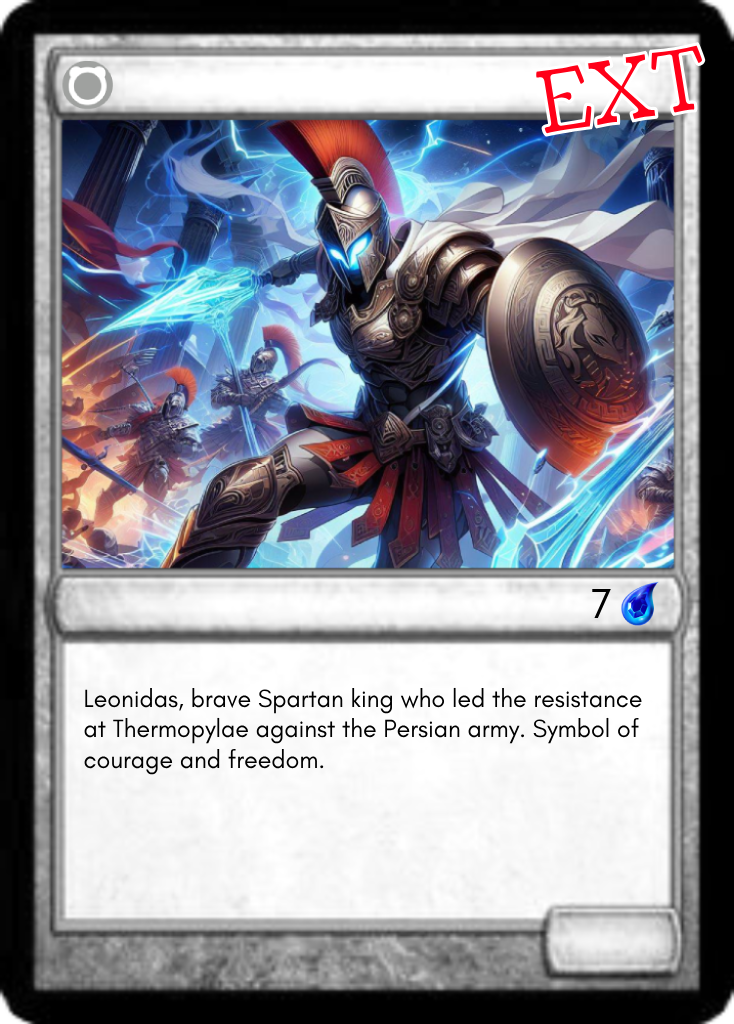 EXT
7
Leonidas, brave Spartan king who led the resistance
at Thermopylae against the Persian army. Symbol of
courage and freedom.